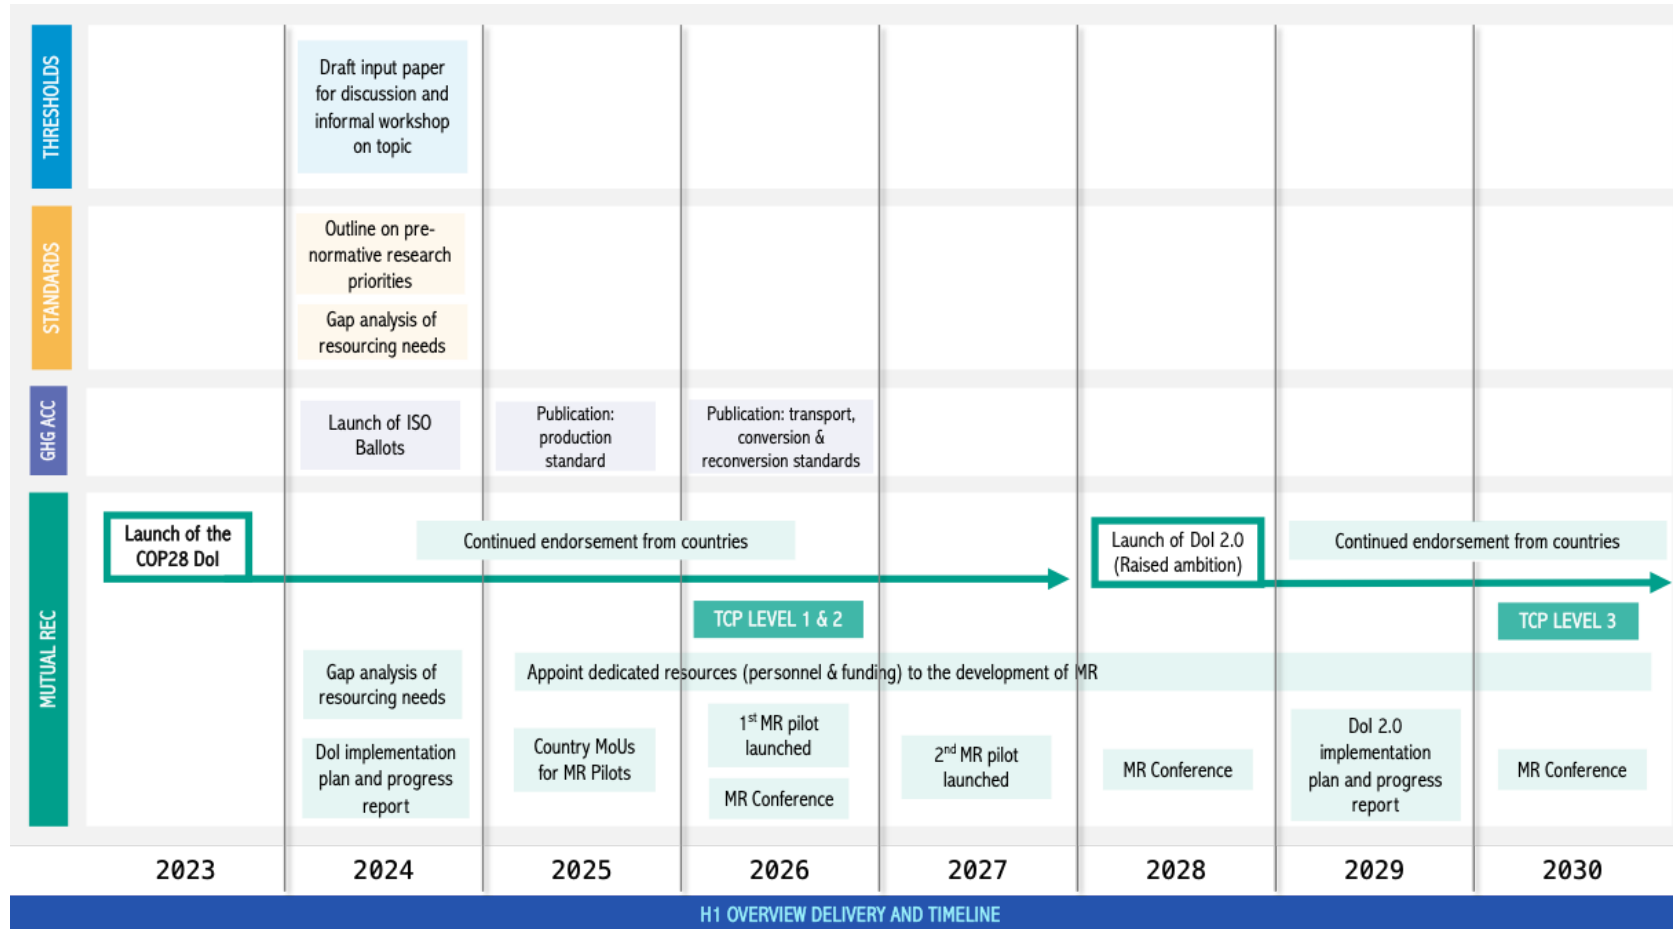 THRESHOLDS
Draft input paper
for discussion and
informal workshop
on topic
STANDARDS
Outline on pre-
normative research
priorities
Gap analysis of
resourcing needs
GHG ACC
Launch of ISO
Ballots
Publication:
production
standard
Publication: transport,
conversion &
reconversion standards
MUTUAL REC
Launch of the
COP28 DoI
Continued endorsement from countries
Launch of DoI 2.0
(Raised ambition)
Continued endorsement from countries
TCP LEVEL 1 & 2
TCP LEVEL 3
Gap analysis of
resourcing needs
Appoint dedicated resources (personnel & funding) to the development of MR
DoI implementation
plan and progress
report
Country MoUs
for MR Pilots
1st MR pilot
launched
MR Conference
2nd MR pilot
launched
MR Conference
DoI 2.0
implementation
plan and progress
report
MR Conference
2023
2024
2025
2026
2027
2028
2029
2030
H1 OVERVIEW DELIVERY AND TIMELINE